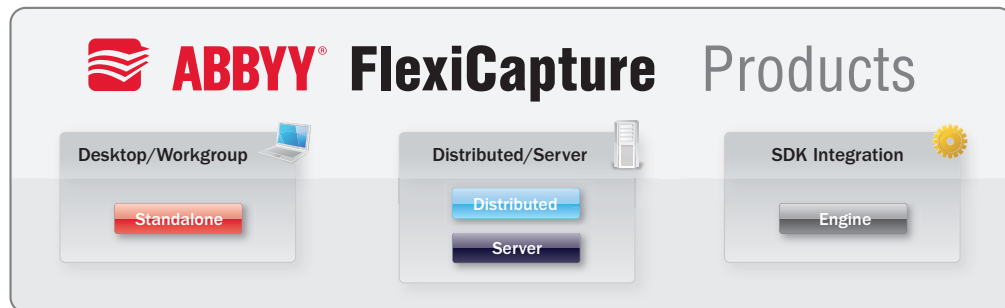 ABBYY® FlexiCapture Products
Desktop/Workgroup
Standalone
Distributed/Server
Distributed
Server
SDK Integration
Engine